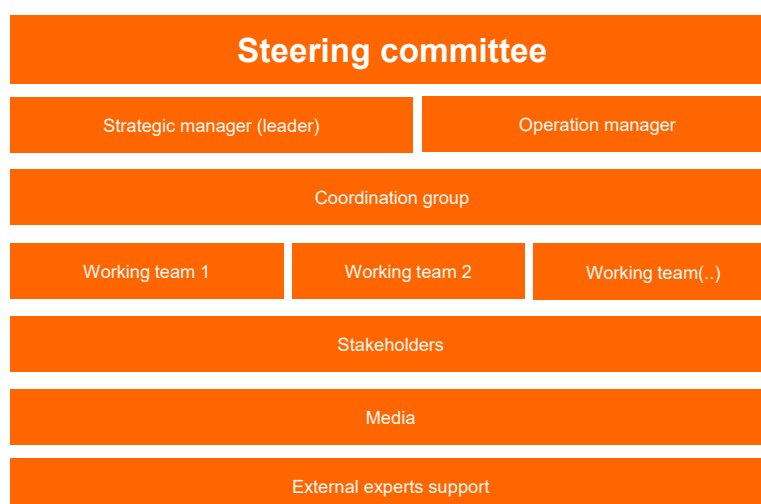 Steering committee
Strategic manager (leader)
Operation manager
Coordination group
Working team 1
Working team 2
Working team(..)
Stakeholders
Media
External experts support